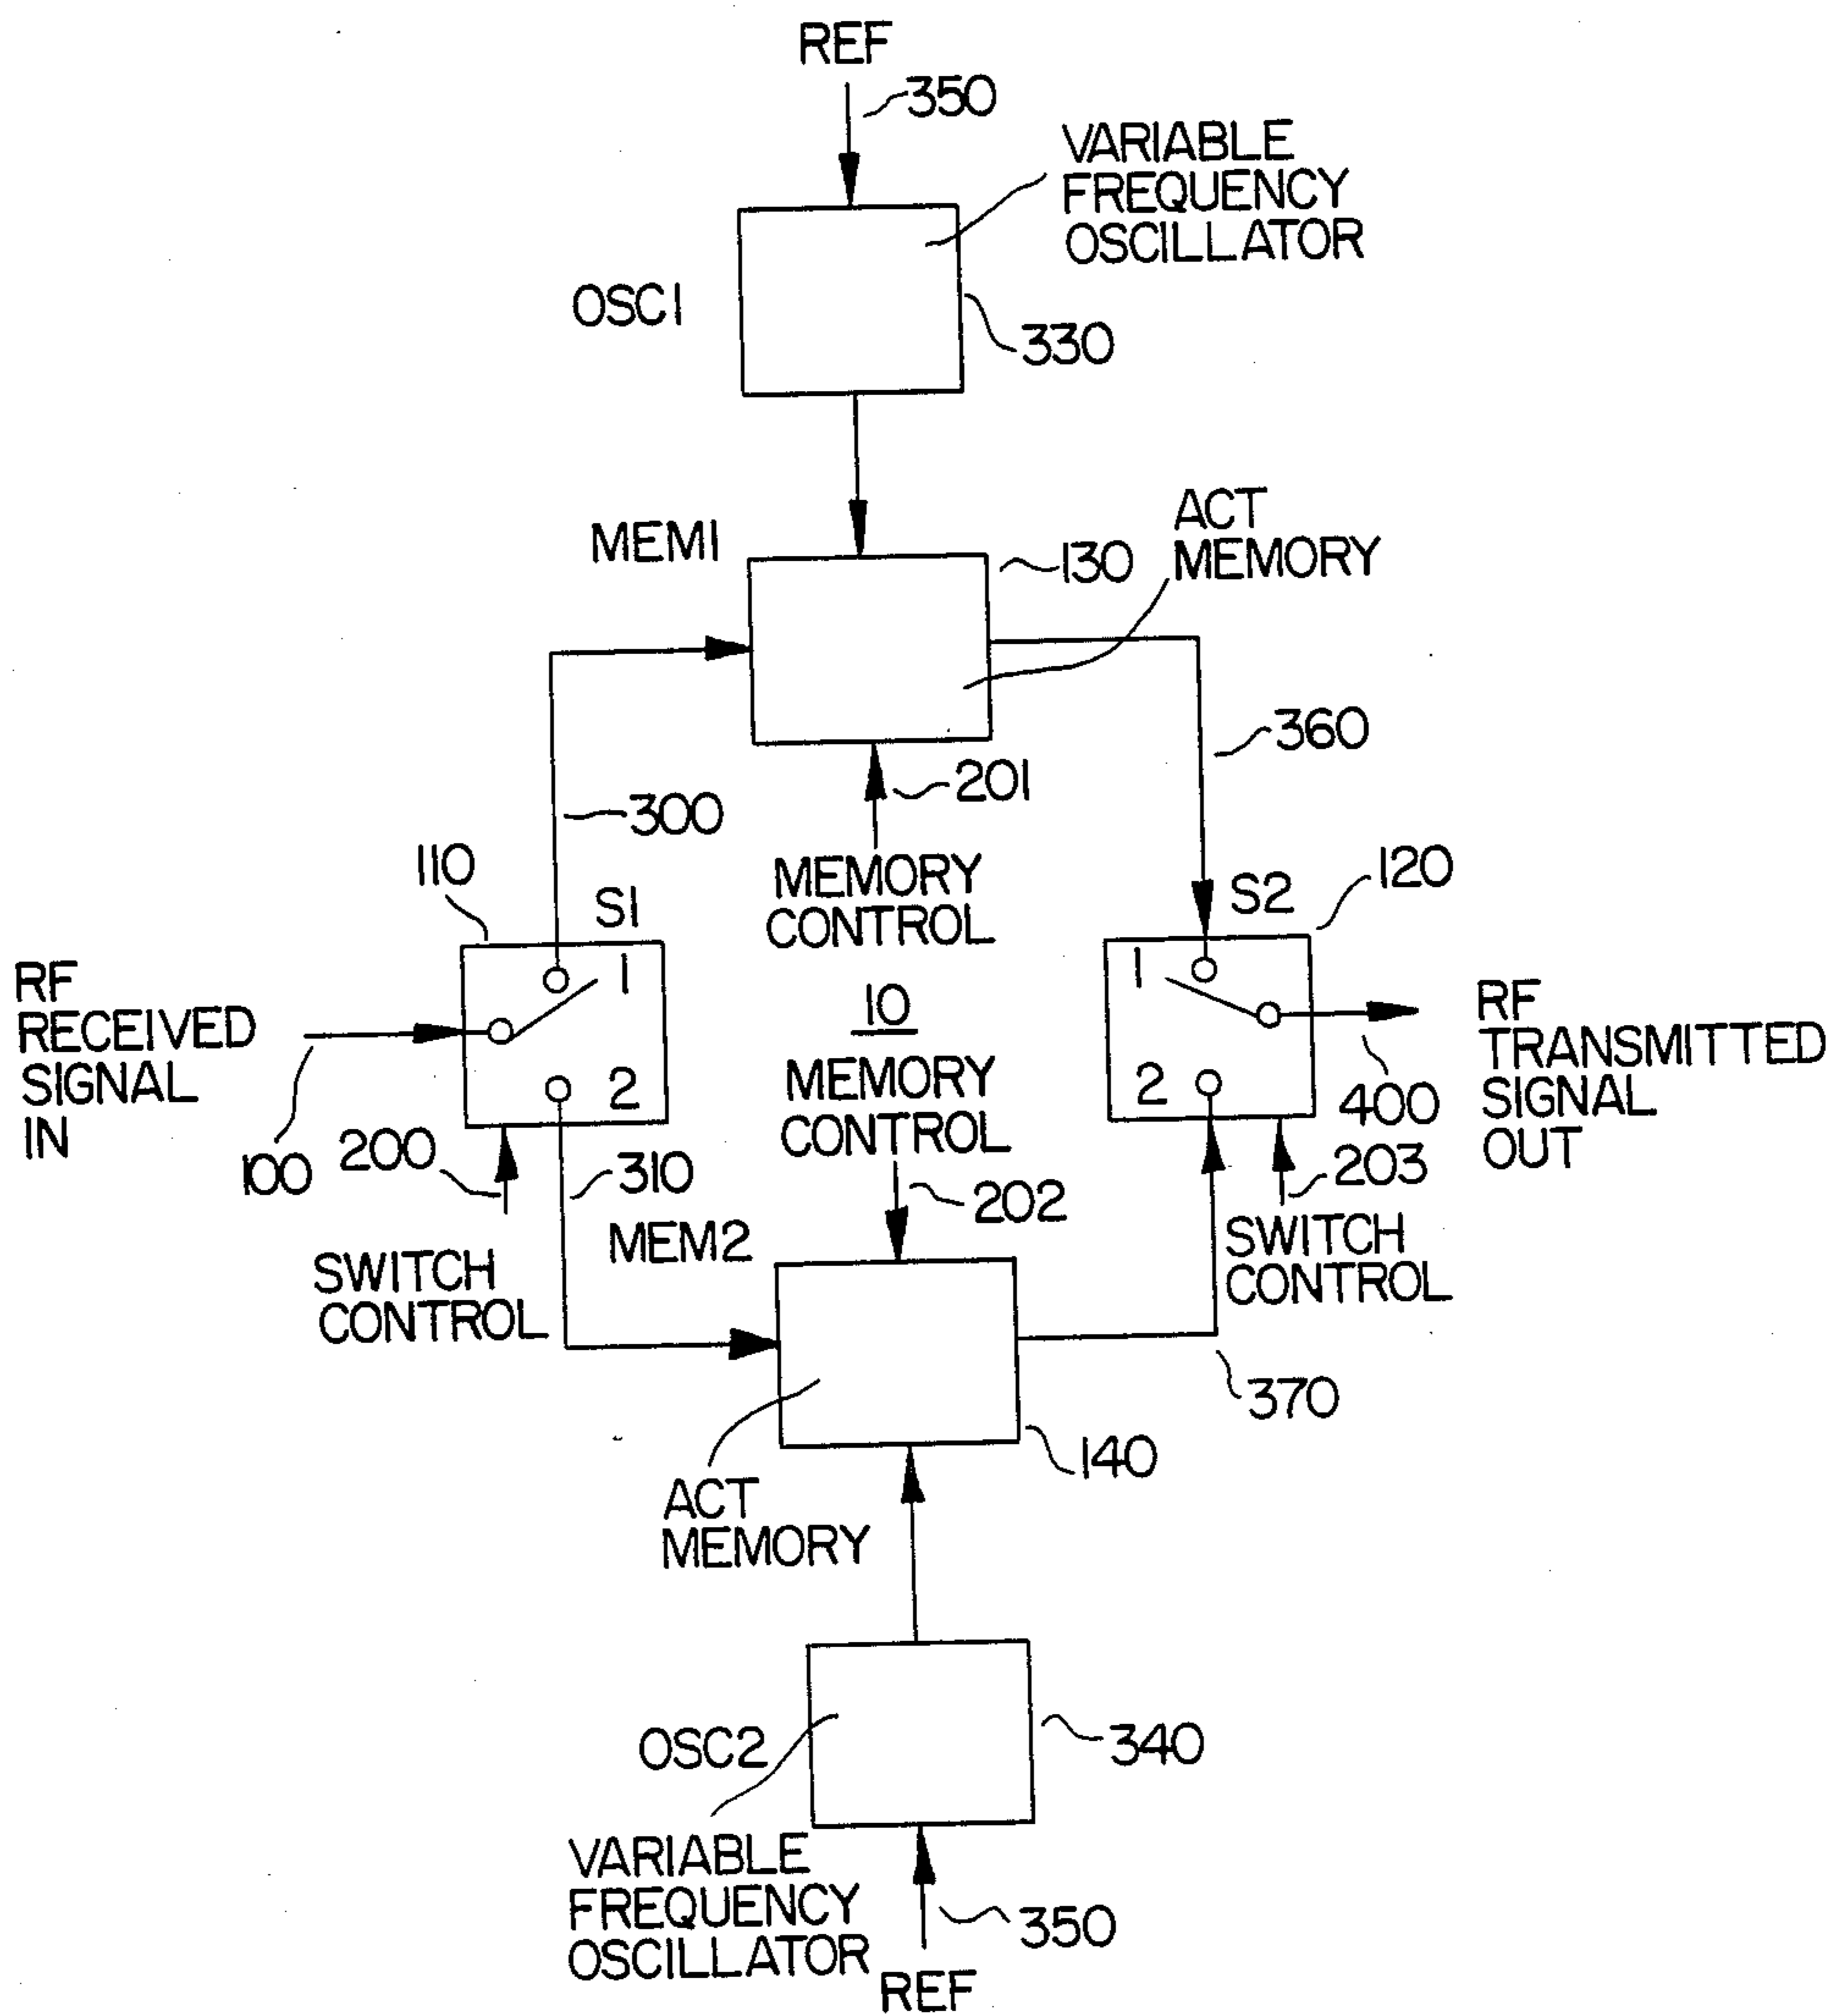 REF
350
VARIABLE
FREQUENCY
OSCILLATOR
OSC1
330
MEM1
ACT
MEMORY
130
360
201
300
MEMORY
CONTROL
110
S1
S2
120
RF
RECEIVED
SIGNAL
IN
1
2
10
1
2
RF
TRANSMITTED
SIGNAL
OUT
MEMORY
CONTROL
100
200
310
202
400
203
MEM2
SWITCH
CONTROL
SWITCH
CONTROL
370
140
ACT
MEMORY
OSC2
340
VARIABLE
FREQUENCY
OSCILLATOR
350
REF